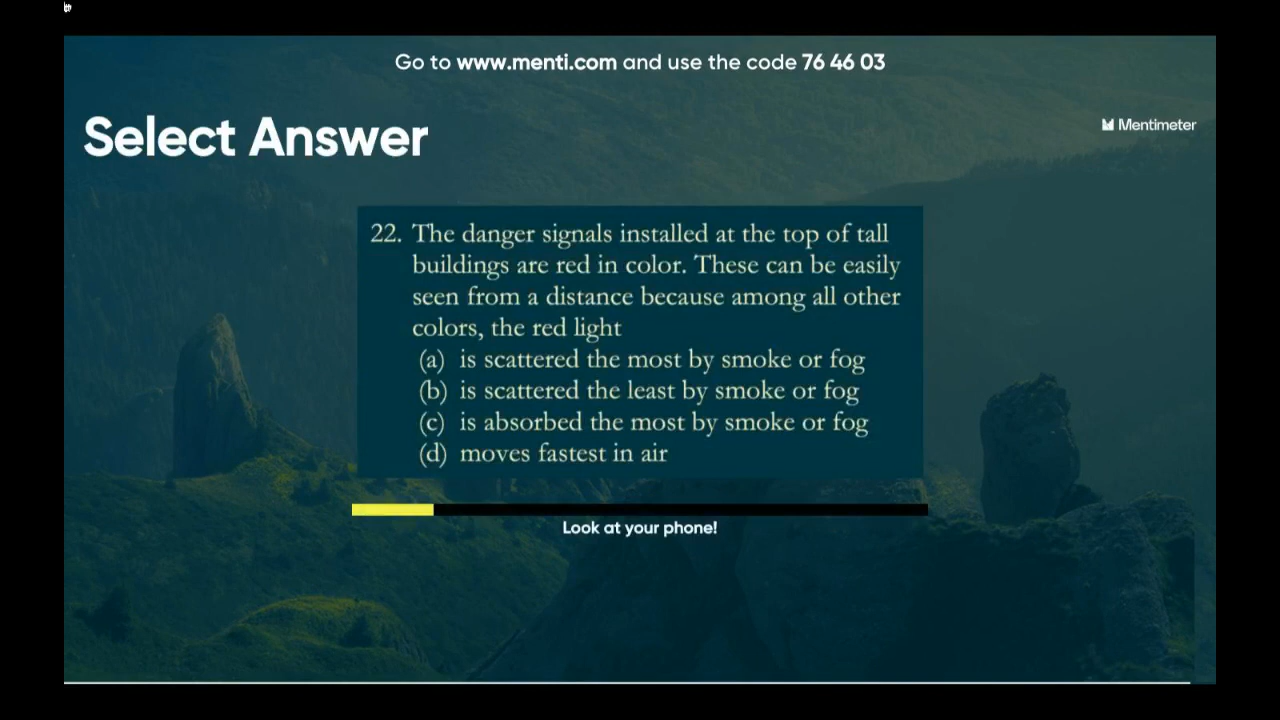 Go to www.menti.com and use the code 76 46 03
Select Answer
Mentimeter
22. The danger signals installed at the top of tall
buildings are red in color. These can be easily
seen from a distance because among all other
colors, the red light
(a) is scattered the most by smoke or fog
(b) is scattered the least by smoke or fog
(c) is absorbed the most by smoke or fog
(d) moves fastest in air
Look at your phone!